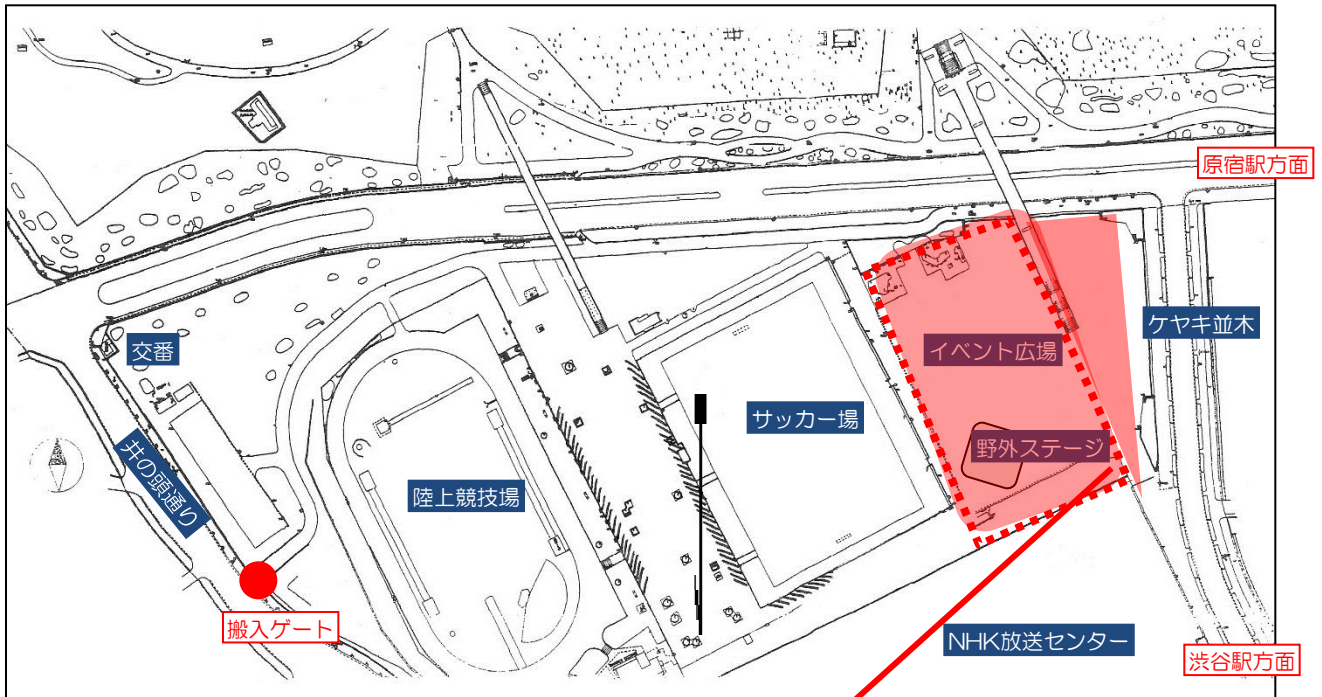 原宿駅方面
ケヤキ並木
イベント広場
交番
サッカー場
野外ステージ
井の頭通り
陸上競技場
搬入ゲート
NHK放送センター
渋谷駅方面